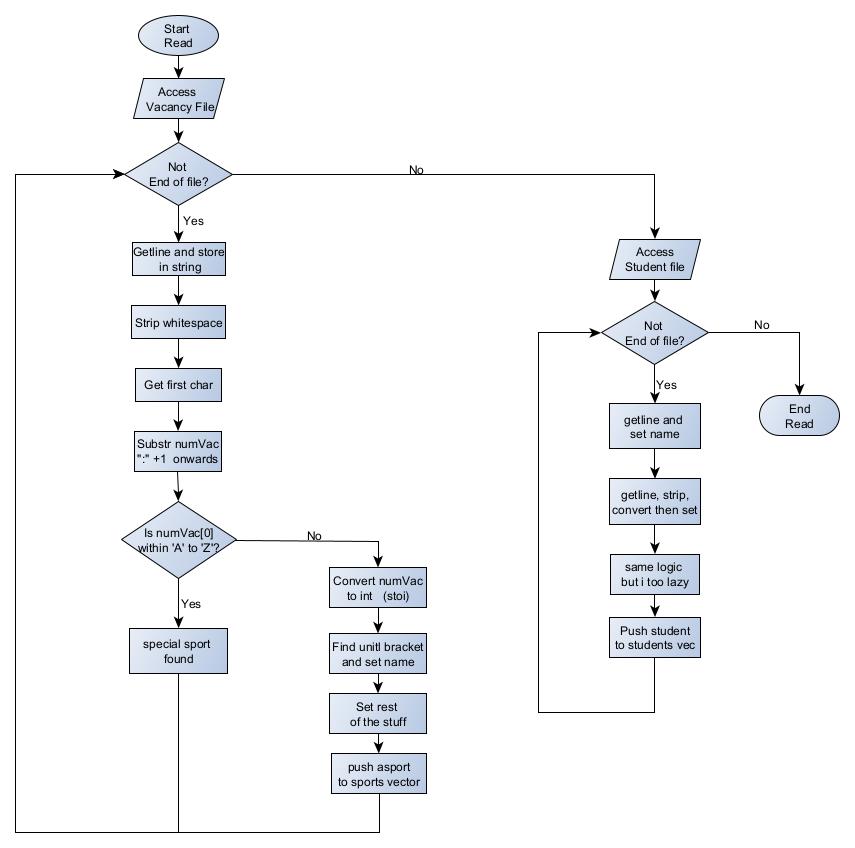 Start
Read
Access
Vacancy File
Not
End of file?
No
Yes
Getline and store
in string
Strip whitespace
Get first char
Substr numVac
":" +1 onwards
Is numVac[0]
within 'A' to 'Z'?
No
Yes
special sport
found
Convert numVac
to int (stoi)
Find unitl bracket
and set name
Set rest
of the stuff
push asport
to sports vector
Access
Student file
Not
End of file?
No
Yes
End
Read
getline and
set name
getline, strip,
convert then set
same logic
but i too lazy
Push student
to students vec